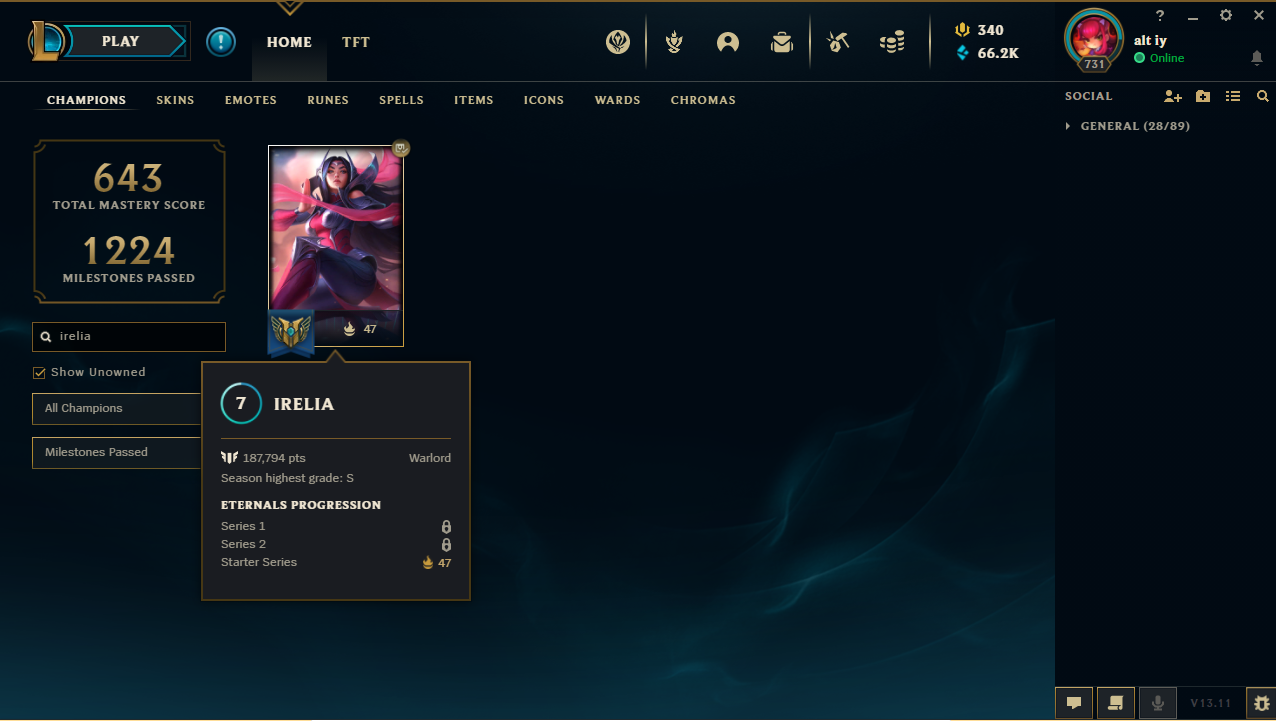 PLAY
HOME
TFT
340
66.2K
?
731
alt iy
Online
CHAMPIONS
SKINS
EMOTES
RUNES
SPELLS
ITEMS
ICONS
WARDS
CHROMAS
SOCIAL
GENERAL (28/89)
643
TOTAL MASTERY SCORE
1224
MILESTONES PASSED
irelia
Show Unowned
All Champions
Milestones Passed
47
7
IRELIA
187,794 pts
Warlord
Season highest grade: S
ETERNALS PROGRESSION
Series 1
Series 2
Starter Series
47
V13.11